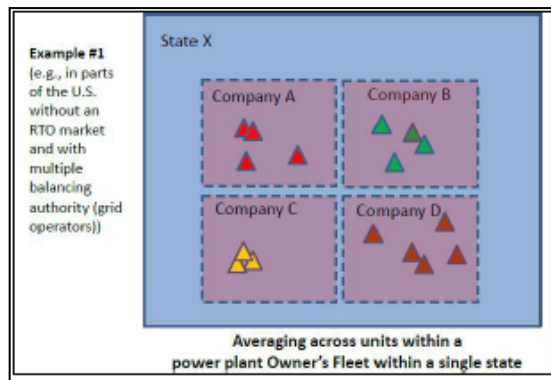 Example #1
(e.g., in parts
of the U.S.
without an
RTO market
and with
multiple
balancing
authority (grid
operators))
State X
Company A
Company B
Company C
Company D
Averaging across units within a
power plant Owner's Fleet within a single state